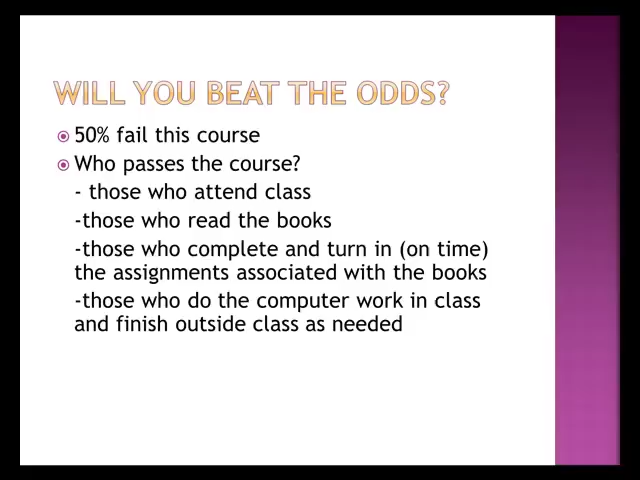 WILL YOU BEAT THE ODDS?
50% fail this course
Who passes the course?
- those who attend class
-those who read the books
-those who complete and turn in (on time)
the assignments associated with the books
-those who do the computer work in class
and finish outside class as needed